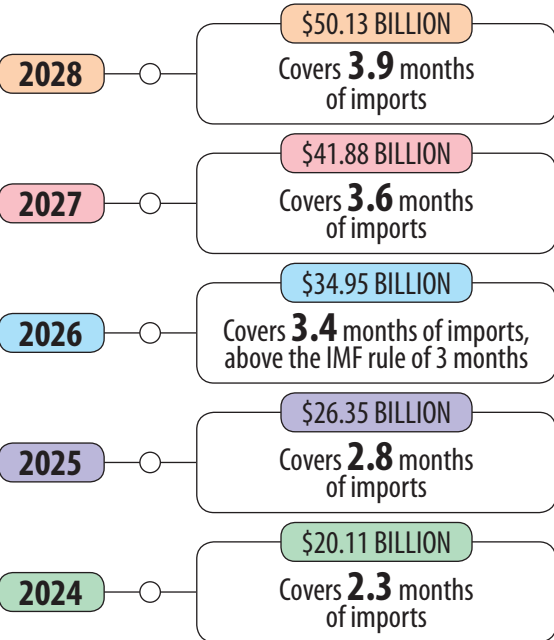 2028
$50.13 BILLION
Covers 3.9 months
of imports
2027
$41.88 BILLION
Covers 3.6 months
of imports
2026
$34.95 BILLION
Covers 3.4 months of imports,
above the IMF rule of 3 months
2025
$26.35 BILLION
Covers 2.8 months
of imports
2024
$20.11 BILLION
Covers 2.3 months
of imports